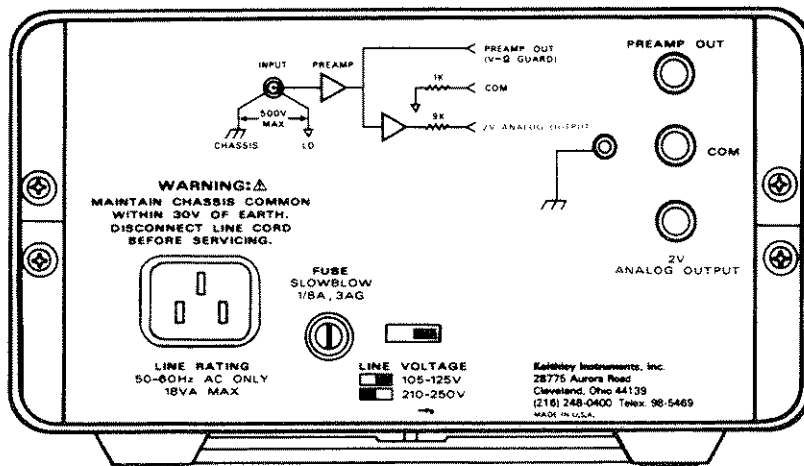 INPUT
PREAMP
PREAMP OUT
(V-Ω GUARD)
1K
COM
9K
2V ANALOG OUTPUT
500V
MAX
CHASSIS
LO
PREAMP OUT
COM
2V
ANALOG OUTPUT
WARNING:⚠
MAINTAIN CHASSIS COMMON
WITHIN 30V OF EARTH.
DISCONNECT LINE CORD
BEFORE SERVICING.
FUSE
SLOWBLOW
1/8A, 3AG
LINE RATING
50-60Hz AC ONLY
18VA MAX
LINE VOLTAGE
105-125V
210-250V
Keithley Instruments, Inc.
28775 Aurora Road
Cleveland, Ohio 44139
(216) 248-0400 Telex: 98-5469
MADE IN U.S.A.